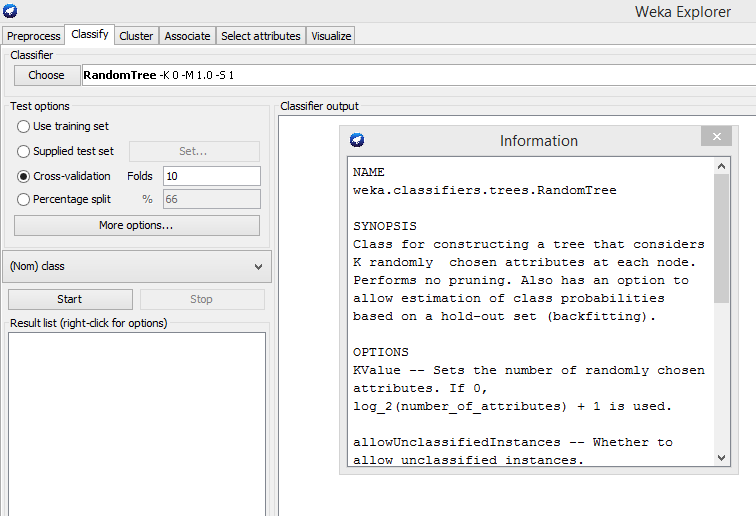 Weka Explorer
Preprocess Classify Cluster Associate Select attributes Visualize
Classifier
Choose RandomTree -K 0 -M 1.0 -S 1
Test options
Use training set
Supplied test set Set...
Cross-validation Folds 10
Percentage split % 66
More options...
(Nom) class
Start Stop
Result list (right-click for options)
Classifier output
Information
NAME
weka.classifiers.trees.RandomTree
SYNOPSIS
Class for constructing a tree that considers
K randomly  chosen attributes at each node.
Performs no pruning. Also has an option to
allow estimation of class probabilities
based on a hold-out set (backfitting).
OPTIONS
KValue -- Sets the number of randomly chosen
attributes. If 0,
log_2(number_of_attributes) + 1 is used.
allowUnclassifiedInstances -- Whether to
allow unclassified instances.